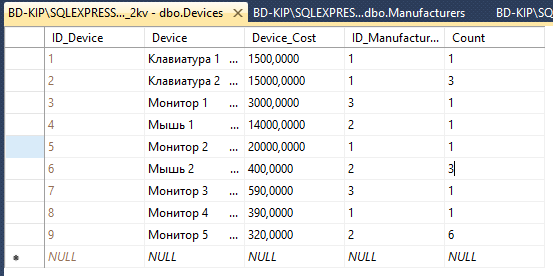 BD-KIP\SQLEXPRESS..._2kv - dbo.Devices BD-KIP\SQLEXPRESS...dbo.Manufacturers BD-KIP\SQ
ID_Device Device Device_Cost ID_Manufactur... Count
1 Клавиатура 1 ... 1500,0000 1 1
2 Клавиатура 2 ... 15000,0000 1 3
3 Монитор 1 ... 3000,0000 3 1
4 Мышь 1 ... 14000,0000 2 1
5 Монитор 2 ... 20000,0000 1 1
6 Мышь 2 ... 400,0000 2 3
7 Монитор 3 ... 590,0000 3 1
8 Монитор 4 ... 390,0000 1 1
9 Монитор 5 ... 320,0000 2 6
NULL NULL NULL NULL NULL